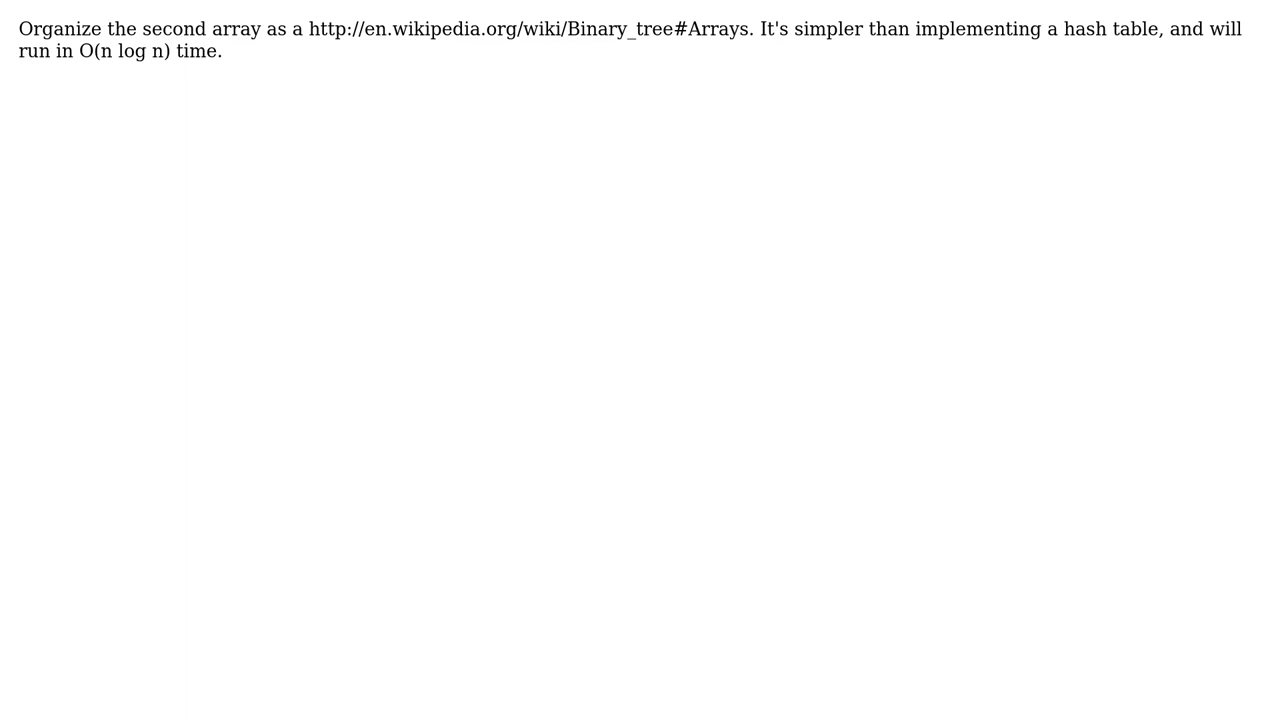 Organize the second array as a http://en.wikipedia.org/wiki/Binary_tree#Arrays. It's simpler than implementing a hash table, and will
run in O(n log n) time.